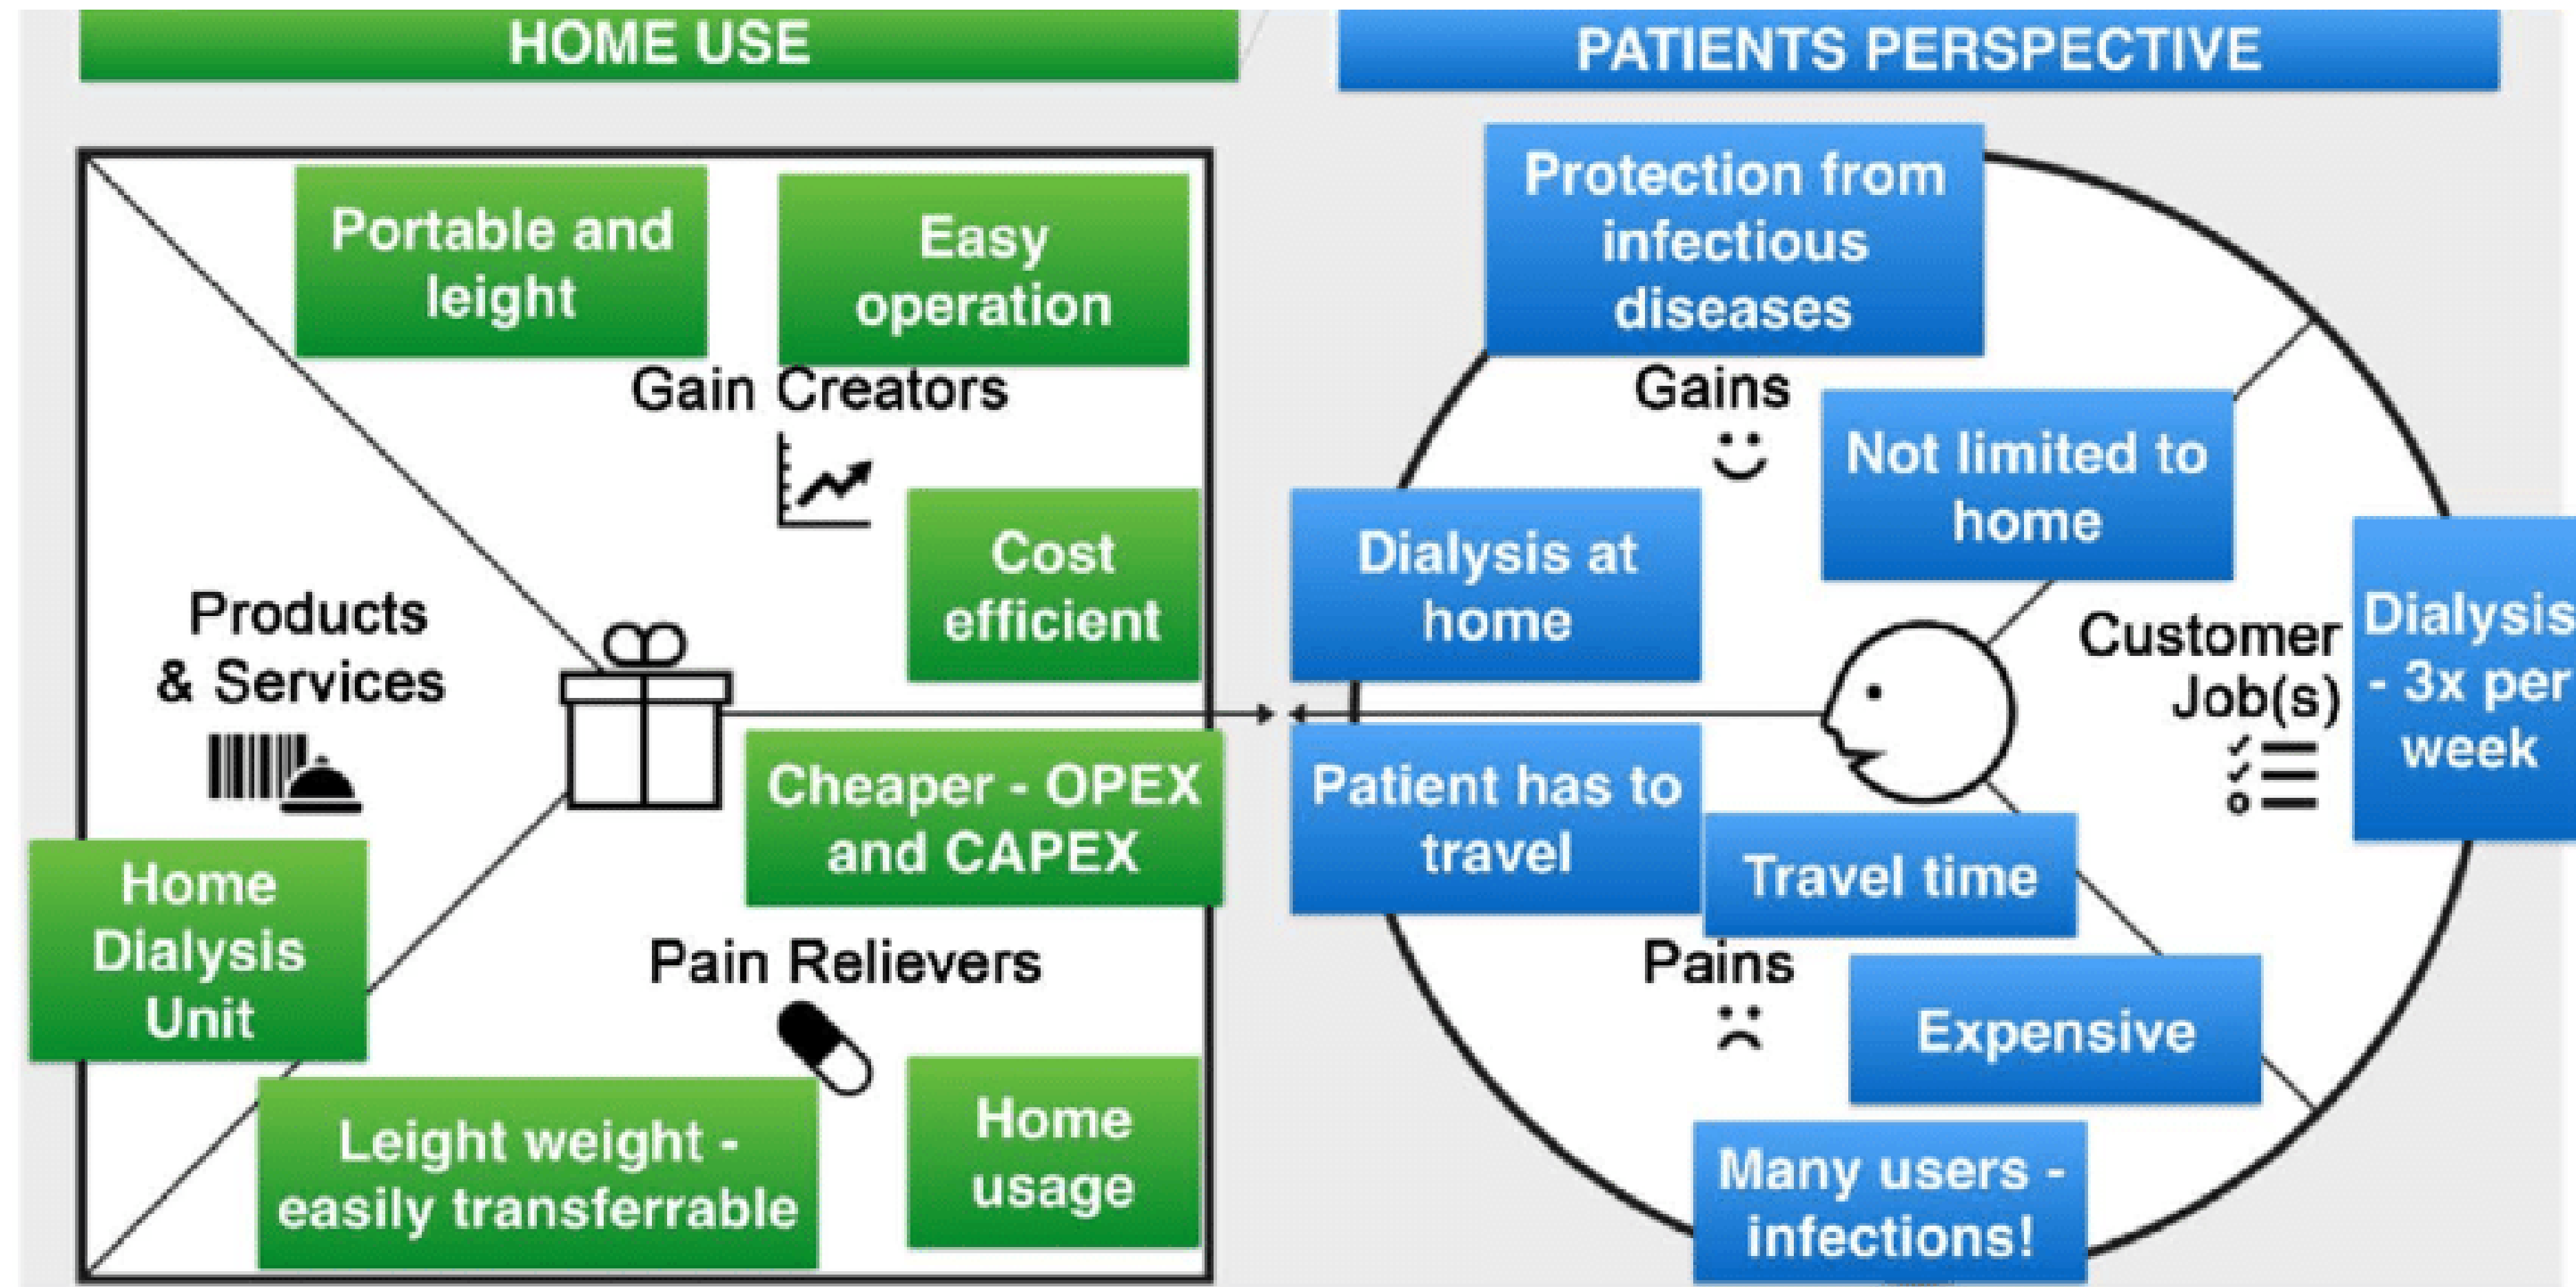 HOME USE
PATIENTS PERSPECTIVE
Portable and
leight
Easy
operation
Gain Creators
Cost
efficient
Products
& Services
Cheaper - OPEX
and CAPEX
Home
Dialysis
Unit
Pain Relievers
Leight weight -
easily transferrable
Home
usage
Protection from
infectious
diseases
Gains
Not limited to
home
Dialysis at
home
Customer
Job(s)
Dialysis
- 3x per
week
Patient has to
travel
Travel time
Pains
Expensive
Many users -
infections!